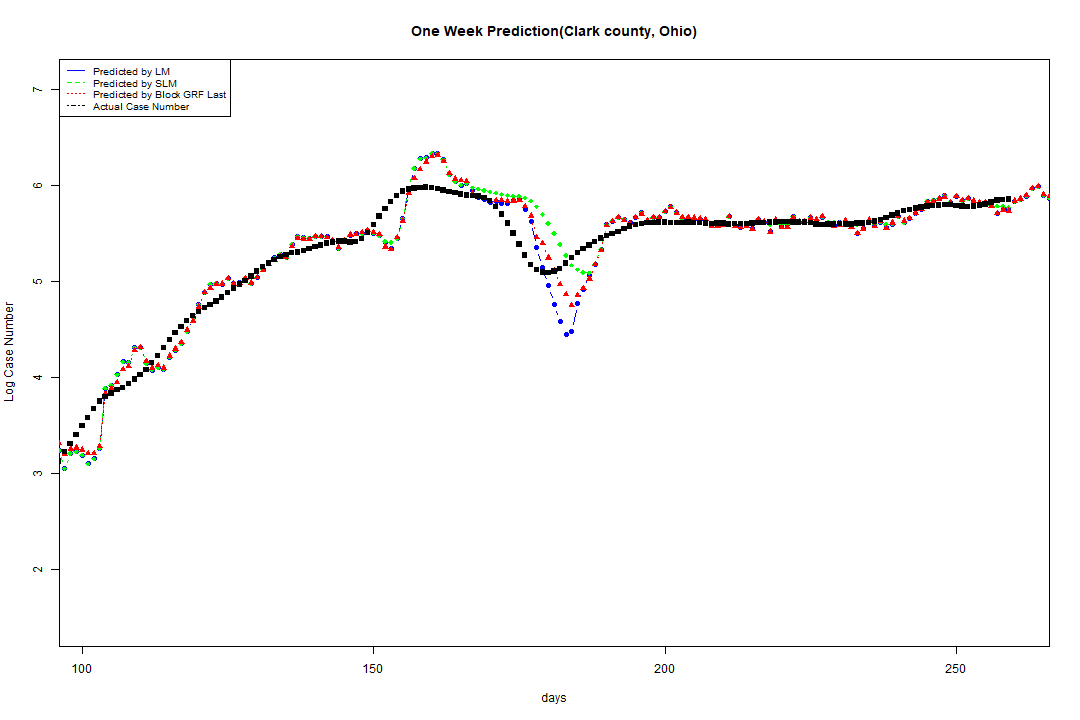 One Week Prediction(Clark county, Ohio)
Predicted by LM
Predicted by SLM
Predicted by Block GRF Last
Actual Case Number
7
6
5
4
3
2
Log Case Number
100 150 200 250
days